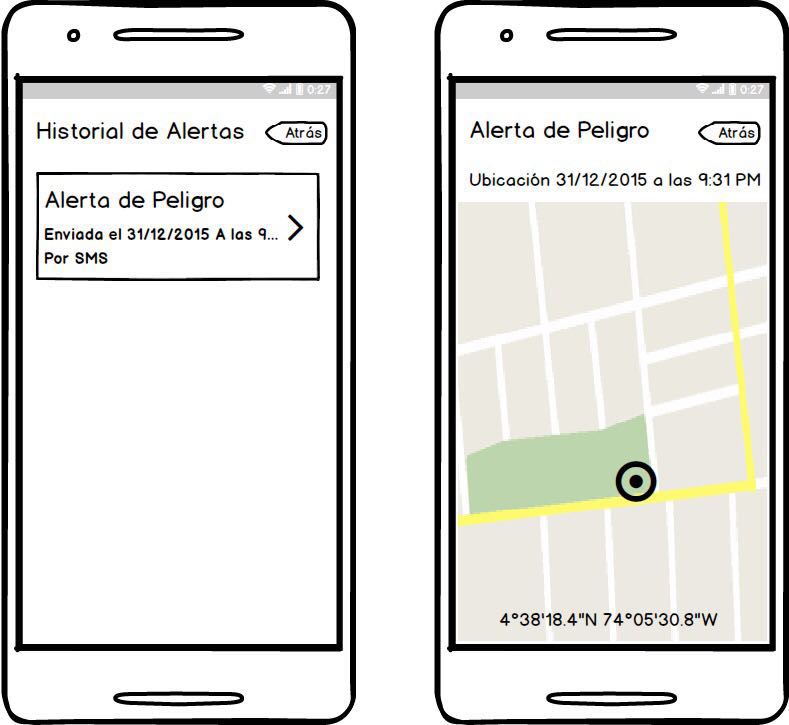 0:27
Historial de Alertas
Atrás
Alerta de Peligro
Enviada el 31/12/2015 A las 9...
Por SMS
0:27
Alerta de Peligro
Atrás
Ubicación 31/12/2015 a las 9:31 PM
4°38'18.4"N 74°05'30.8"W